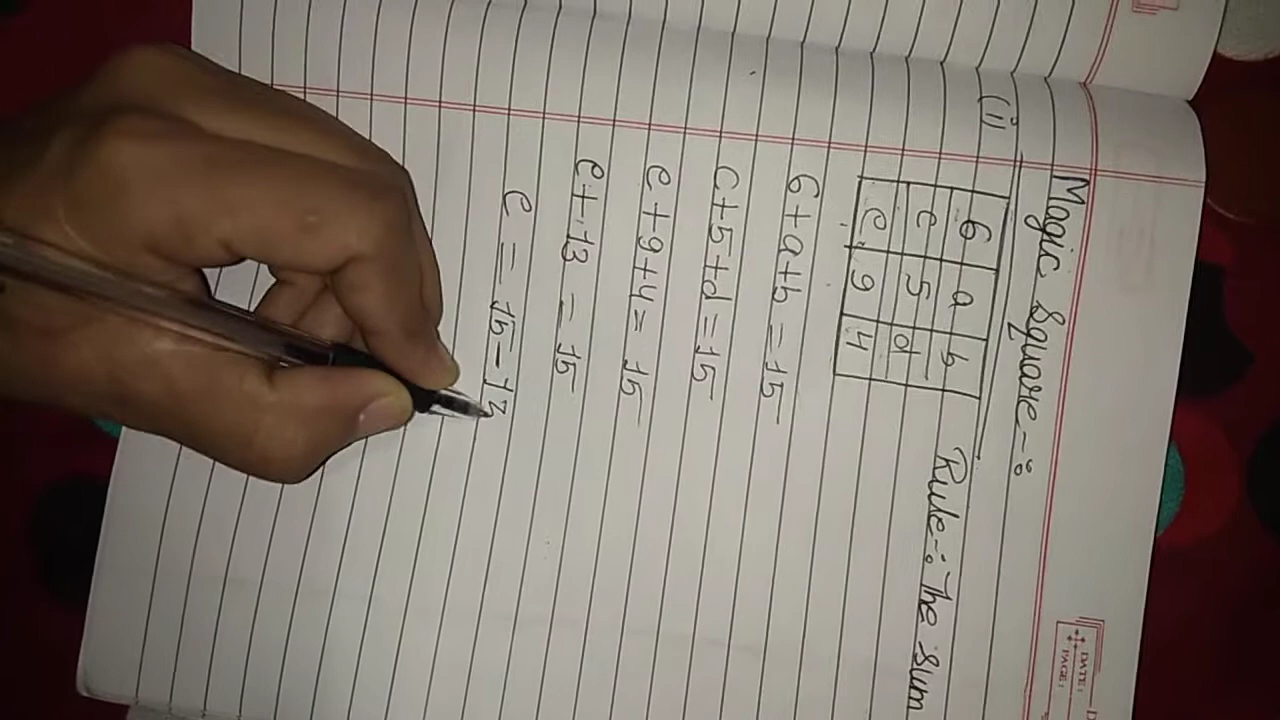 Magic Square-:
(i)
6 a b
c 5 d
e 9 4
Rule-: The sum
6+a+b = 15
c+5+d = 15
e+9+4 = 15
e+13 = 15
e = 15-13
DATE:
PAGE: